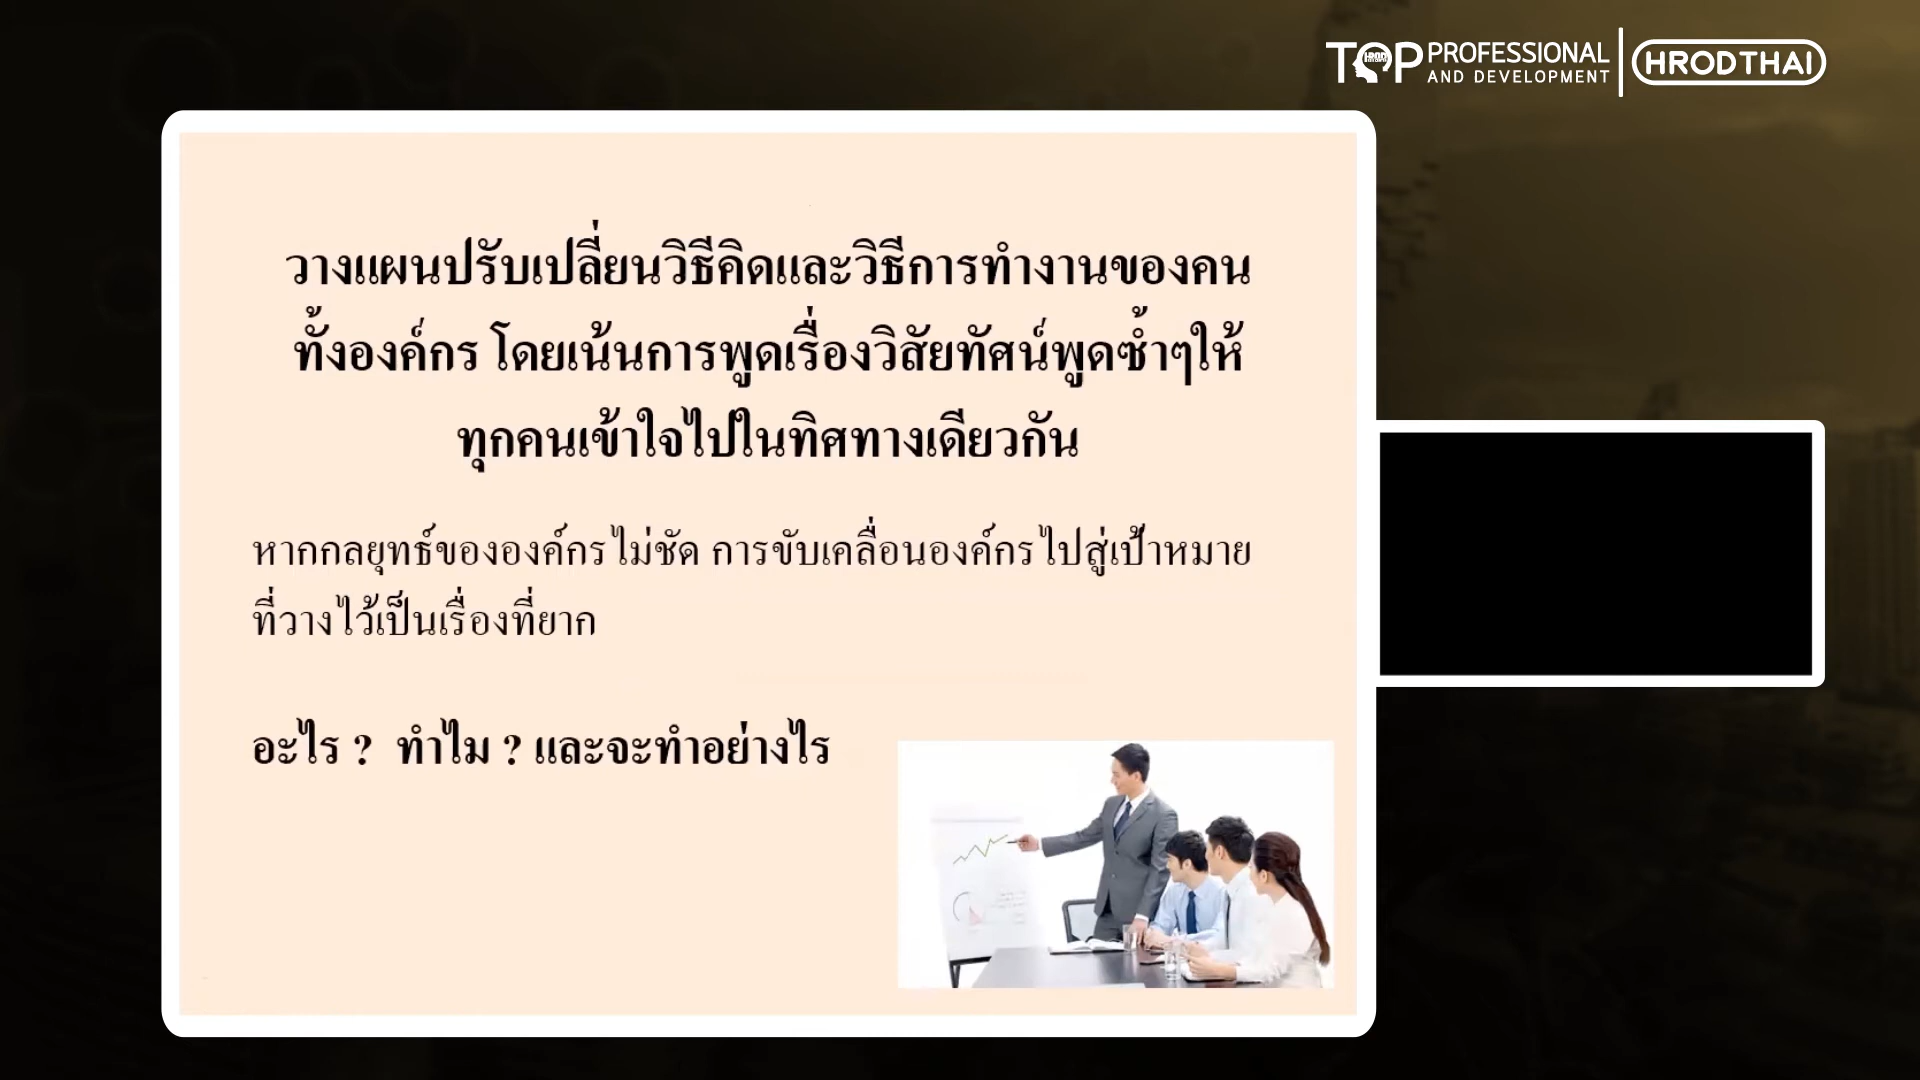 TOP PROFESSIONAL AND DEVELOPMENT
HRODTHAI
วางแผนปรับเปลี่ยนวิธีคิดและวิธีการทำงานของคน
ทั้งองค์กร โดยเน้นการพูดเรื่องวิสัยทัศน์พูดซ้ำๆให้
ทุกคนเข้าใจไปในทิศทางเดียวกัน
หากกลยุทธ์ขององค์กรไม่ชัด การขับเคลื่อนองค์กรไปสู่เป้าหมาย
ที่วางไว้เป็นเรื่องที่ยาก
อะไร ? ทำไม ? และจะทำอย่างไร